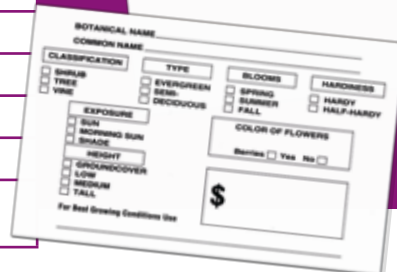 BOTANICAL NAME
COMMON NAME
CLASSIFICATION
SHRUB
TREE
VINE
TYPE
EVERGREEN
SEMI-
DECIDUOUS
BLOOMS
SPRING
SUMMER
FALL
HARDINESS
HARDY
HALF-HARDY
EXPOSURE
SUN
MORNING SUN
SHADE
HEIGHT
GROUNDCOVER
LOW
MEDIUM
TALL
COLOR OF FLOWERS
Berries Yes No
$
For Best Growing Conditions Use